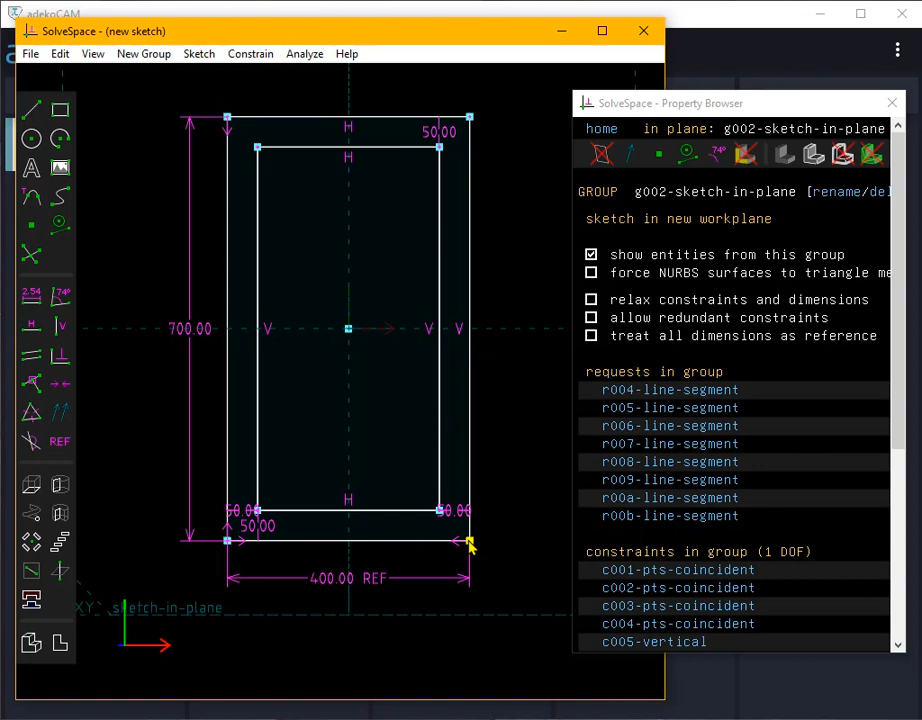 adekoCAM
SolveSpace - (new sketch)
File Edit View New Group Sketch Constrain Analyze Help
SolveSpace - Property Browser
home in plane: g002-sketch-in-plane
74°
GROUP g002-sketch-in-plane [rename/del
sketch in new workplane
show entities from this group
force NURBS surfaces to triangle me
relax constraints and dimensions
allow redundant constraints
treat all dimensions as reference
requests in group
r004-line-segment
r005-line-segment
r006-line-segment
r007-line-segment
r008-line-segment
r009-line-segment
r00a-line-segment
r00b-line-segment
constraints in group (1 DOF)
c001-pts-coincident
c002-pts-coincident
c003-pts-coincident
c004-pts-coincident
c005-vertical
A
T
2.54 74°
H V
REF
H
50.00
H
700.00
V V V
H
50.00 50.00
50.00
400.00 REF
XY sketch-in-plane